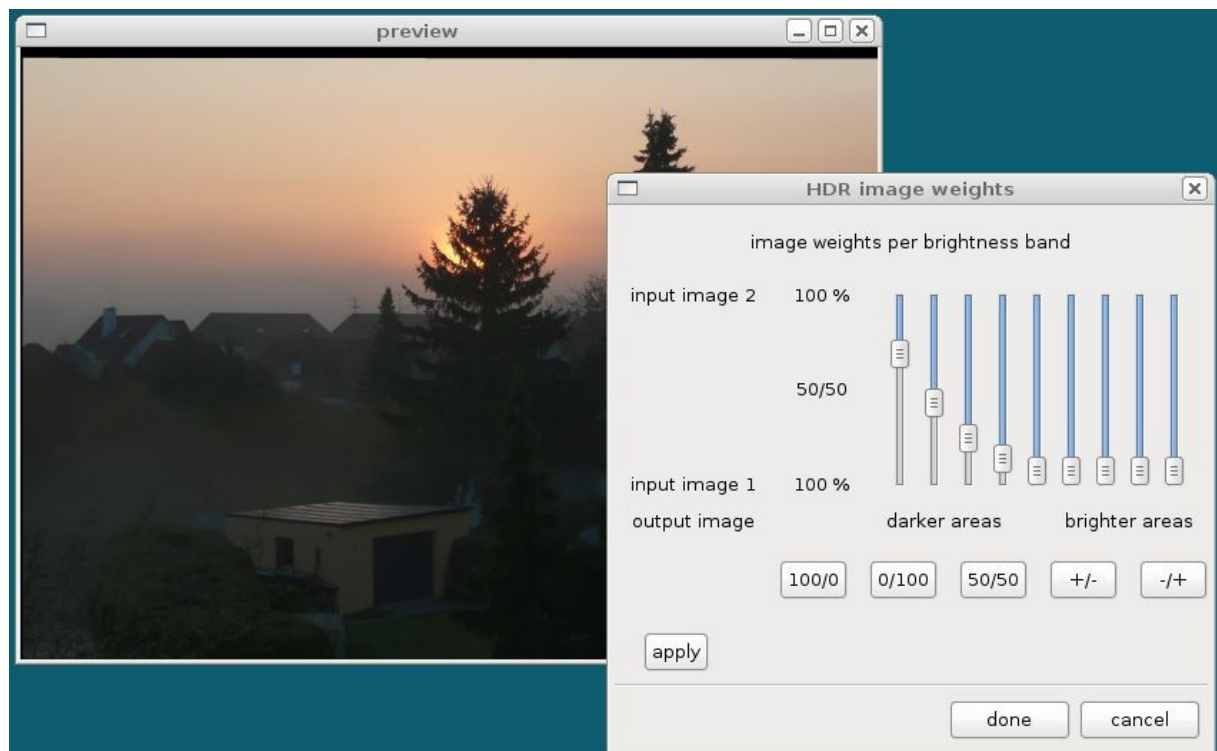 preview
HDR image weights
image weights per brightness band
input image 2 100 %
50/50
input image 1 100 %
output image darker areas brighter areas
100/0 0/100 50/50 +/- -/+
apply
done cancel